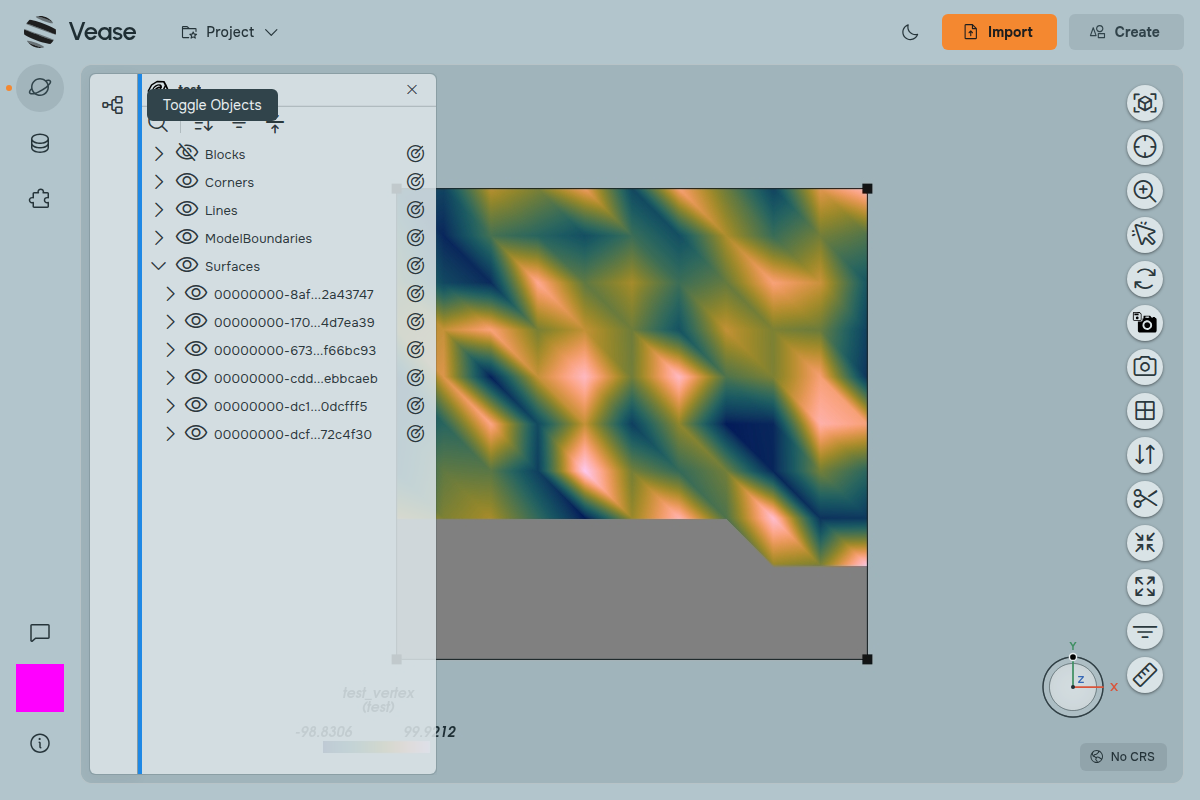 Vease
Project
Import
Create
test
Toggle Objects
Blocks
Corners
Lines
ModelBoundaries
Surfaces
00000000-8af...2a43747
00000000-170...4d7ea39
00000000-673...f66bc93
00000000-cdd...ebbcaeb
00000000-dc1...0dcfff5
00000000-dcf...72c4f30
test_vertex
(test)
-98.8306 99.9212
Y
Z
X
No CRS